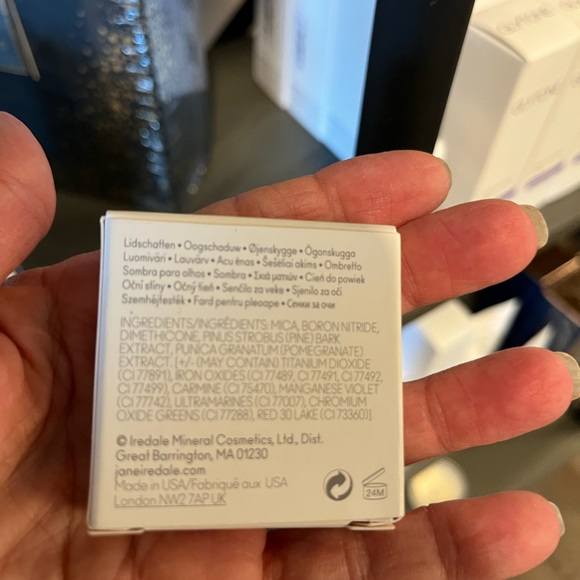 Lidschatten • Oogschaduw • Øjenskygge • Ögonskugga
Luomiväri • Lauvärv • Acu ēnas • Šešėliai akims • Ombretto
Sombra para olhos • Sombra • Σκιά ματιών • Cień do powiek
Oční stíny • Očný tieň • Senčilo za veke • Sjenilo za oči
Szemhéjfesték • Fard pentru pleoape • Сенки за очи
INGREDIENTS/INGRÉDIENTS: MICA, BORON NITRIDE,
DIMETHICONE, PINUS STROBUS (PINE) BARK
EXTRACT, PUNICA GRANATUM (POMEGRANATE)
EXTRACT, [+/- (MAY CONTAIN) TITANIUM DIOXIDE
(CI 77891), IRON OXIDES (CI 77489, CI 77491, CI 77492,
CI 77499), CARMINE (CI 75470), MANGANESE VIOLET
(CI 77742), ULTRAMARINES (CI 77007), CHROMIUM
OXIDE GREENS (CI 77288), RED 30 LAKE (CI 73360)]
© Iredale Mineral Cosmetics, Ltd., Dist.
Great Barrington, MA 01230
janeiredale.com
Made in USA/Fabriqué aux USA
London NW2 7AP UK
24M